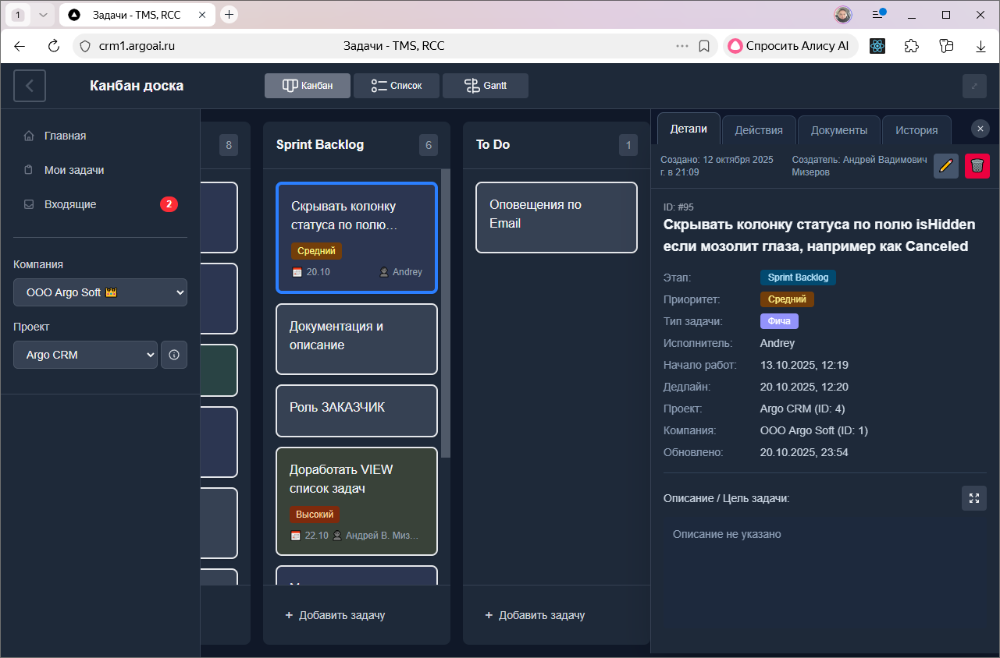 1
Задачи - TMS, RCC
crm1.argoai.ru
Задачи - TMS, RCC
Спросить Алису AI
Канбан доска
Канбан
Список
Gantt
Главная
Мои задачи
Входящие
2
Компания
ООО Argo Soft
Проект
Argo CRM
8
Sprint Backlog
6
Скрывать колонку
статуса по полю…
Средний
20.10
Andrey
Документация и
описание
Роль ЗАКАЗЧИК
Доработать VIEW
список задач
Высокий
22.10
Андрей В. Миз…
+ Добавить задачу
To Do
1
Оповещения по
Email
+ Добавить задачу
Детали
Действия
Документы
История
Создано: 12 октября 2025
г. в 21:09
Создатель: Андрей Вадимович
Мизеров
ID: #95
Скрывать колонку статуса по полю isHidden
если мозолит глаза, например как Canceled
Этап: Sprint Backlog
Приоритет: Средний
Тип задачи: Фича
Исполнитель: Andrey
Начало работ: 13.10.2025, 12:19
Дедлайн: 20.10.2025, 12:20
Проект: Argo CRM (ID: 4)
Компания: ООО Argo Soft (ID: 1)
Обновлено: 20.10.2025, 23:54
Описание / Цель задачи:
Описание не указано